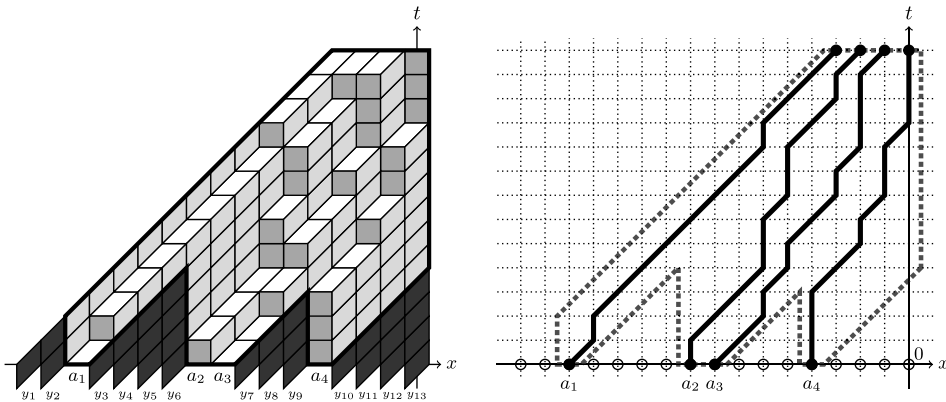 t
x
a₁ a₂ a₃ a₄
y₁ y₂ y₃ y₄ y₅ y₆ y₇ y₈ y₉ y₁₀ y₁₁ y₁₂ y₁₃
t
0
x
a₁ a₂ a₃ a₄